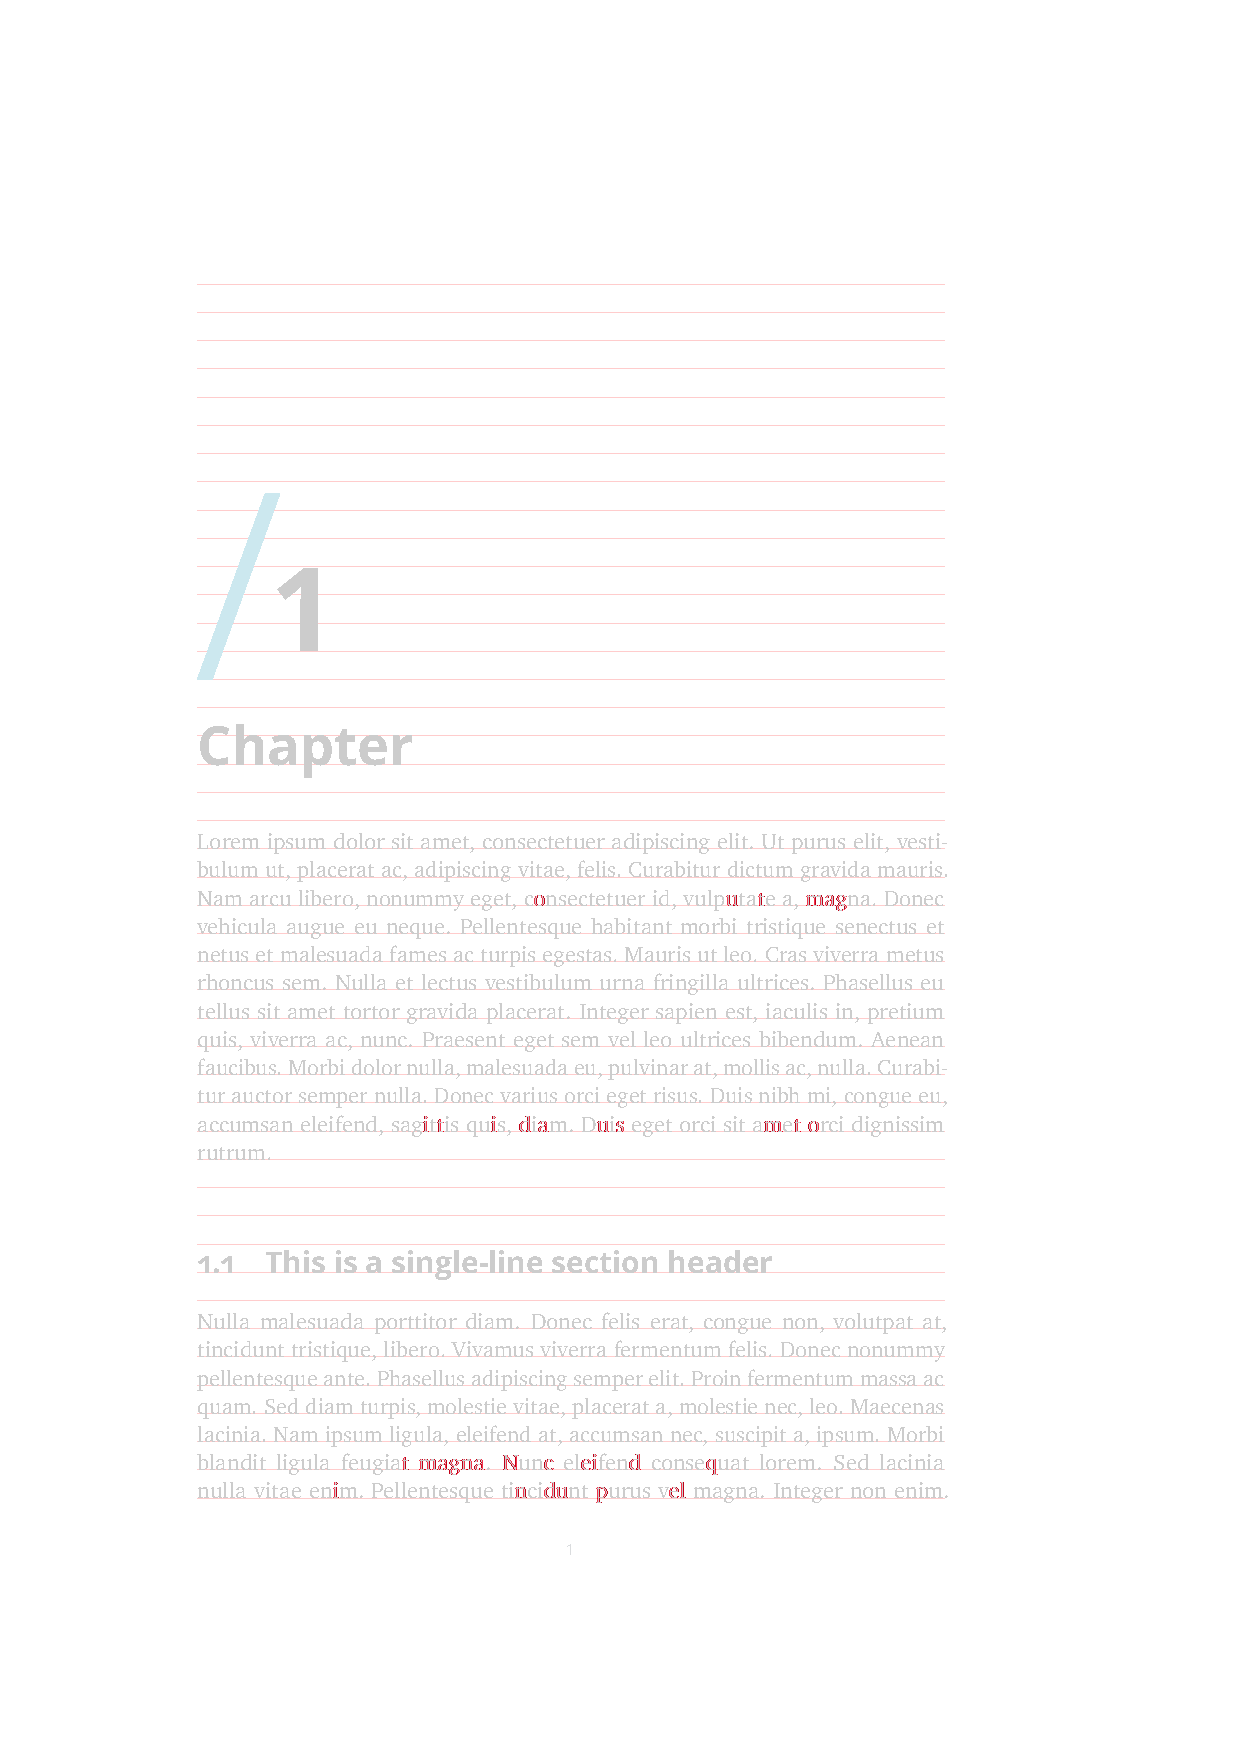 1
Chapter
Lorem ipsum dolor sit amet, consectetuer adipiscing elit. Ut purus elit, vesti-
bulum ut, placerat ac, adipiscing vitae, felis. Curabitur dictum gravida mauris.
Nam arcu libero, nonummy eget, consectetuer id, vulputate a, magna. Donec
vehicula augue eu neque. Pellentesque habitant morbi tristique senectus et
netus et malesuada fames ac turpis egestas. Mauris ut leo. Cras viverra metus
rhoncus sem. Nulla et lectus vestibulum urna fringilla ultrices. Phasellus eu
tellus sit amet tortor gravida placerat. Integer sapien est, iaculis in, pretium
quis, viverra ac, nunc. Praesent eget sem vel leo ultrices bibendum. Aenean
faucibus. Morbi dolor nulla, malesuada eu, pulvinar at, mollis ac, nulla. Curabi-
tur auctor semper nulla. Donec varius orci eget risus. Duis nibh mi, congue eu,
accumsan eleifend, sagittis quis, diam. Duis eget orci sit amet orci dignissim
rutrum.
1.1 This is a single-line section header
Nulla malesuada porttitor diam. Donec felis erat, congue non, volutpat at,
tincidunt tristique, libero. Vivamus viverra fermentum felis. Donec nonummy
pellentesque ante. Phasellus adipiscing semper elit. Proin fermentum massa ac
quam. Sed diam turpis, molestie vitae, placerat a, molestie nec, leo. Maecenas
lacinia. Nam ipsum ligula, eleifend at, accumsan nec, suscipit a, ipsum. Morbi
blandit ligula feugiat magna. Nunc eleifend consequat lorem. Sed lacinia
nulla vitae enim. Pellentesque tincidunt purus vel magna. Integer non enim.
1